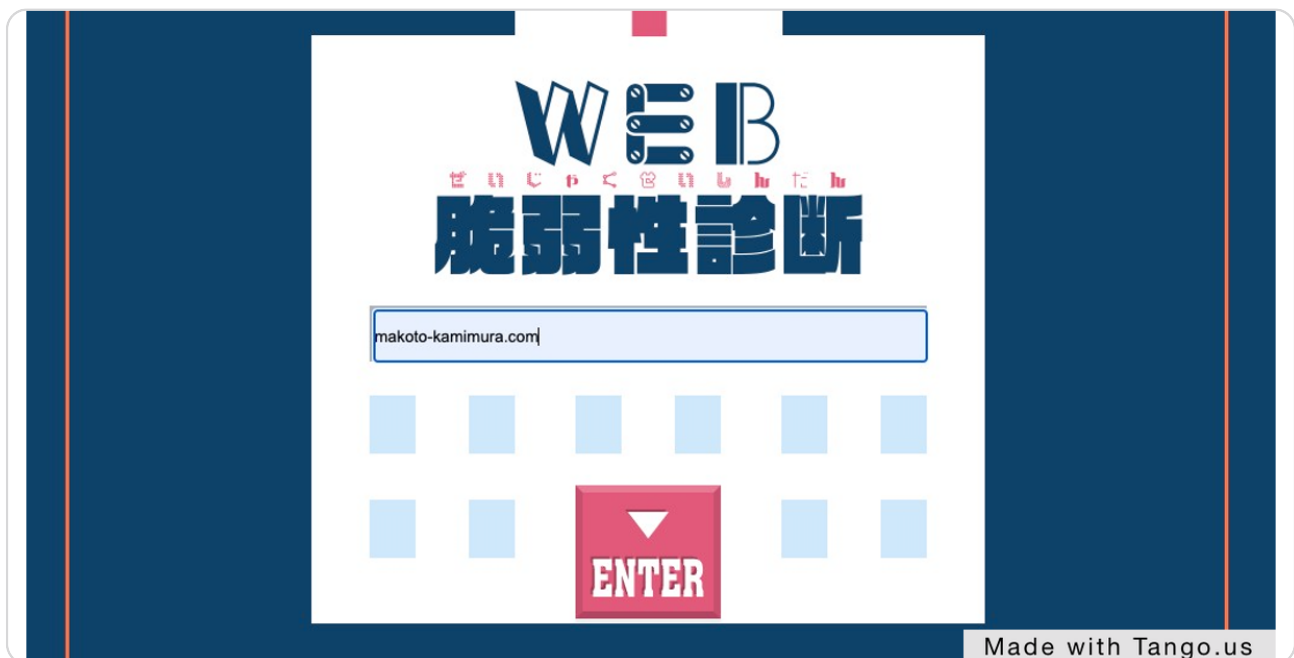 WEB
ぜいじゃくせいしんだん
脆弱性診断
makoto-kamimura.com
ENTER
Made with Tango.us